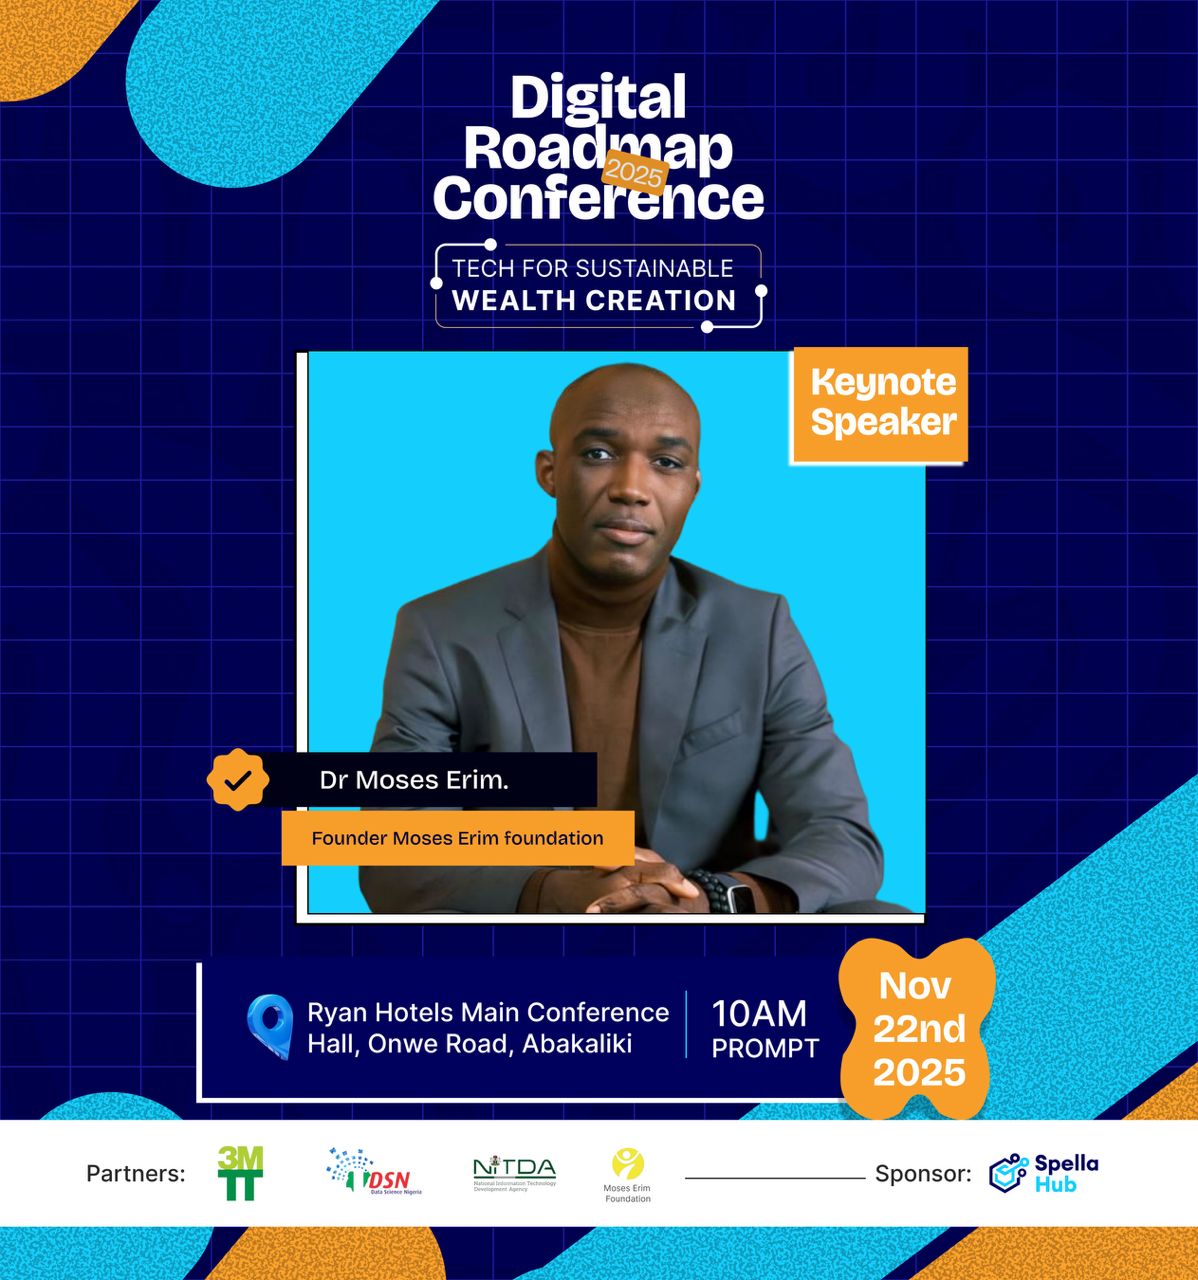 Digital
Roadmap
2025
Conference
TECH FOR SUSTAINABLE
WEALTH CREATION
Keynote
Speaker
Dr Moses Erim.
Founder Moses Erim foundation
Ryan Hotels Main Conference
Hall, Onwe Road, Abakaliki
10AM
PROMPT
Nov
22nd
2025
Partners:
3M
TT
DSN
Data Science Nigeria
NITDA
National Information Technology
Development Agency
Moses Erim
Foundation
Sponsor:
Spella
Hub